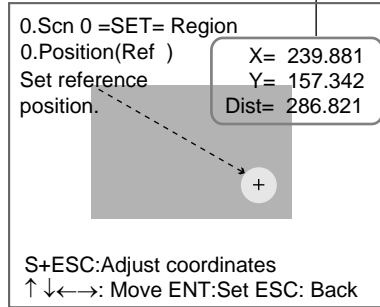 0.Scn 0 =SET= Region
0.Position(Ref )
X= 239.881
Set reference
Y= 157.342
position.
Dist= 286.821
S+ESC:Adjust coordinates
↑ ↓←→: Move ENT:Set ESC: Back